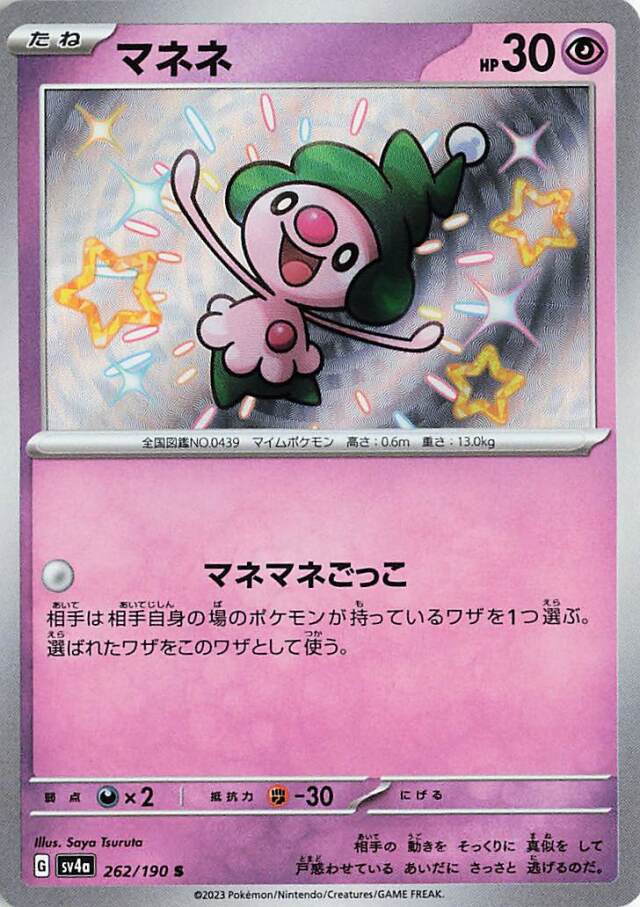 たね
マネネ
HP30
全国図鑑NO.0439 マイムポケモン 高さ:0.6m 重さ:13.0kg
マネマネごっこ
相手は相手自身の場のポケモンが持っているワザを1つ選ぶ。
選ばれたワザをこのワザとして使う。
弱点 ×2 抵抗力 -30 にげる
Illus. Saya Tsuruta
G sv4a 262/190 S
相手の 動きを そっくりに 真似を して
戸惑わせている あいだに さっさと 逃げるのだ。
©2023 Pokémon/Nintendo/Creatures/GAME FREAK.